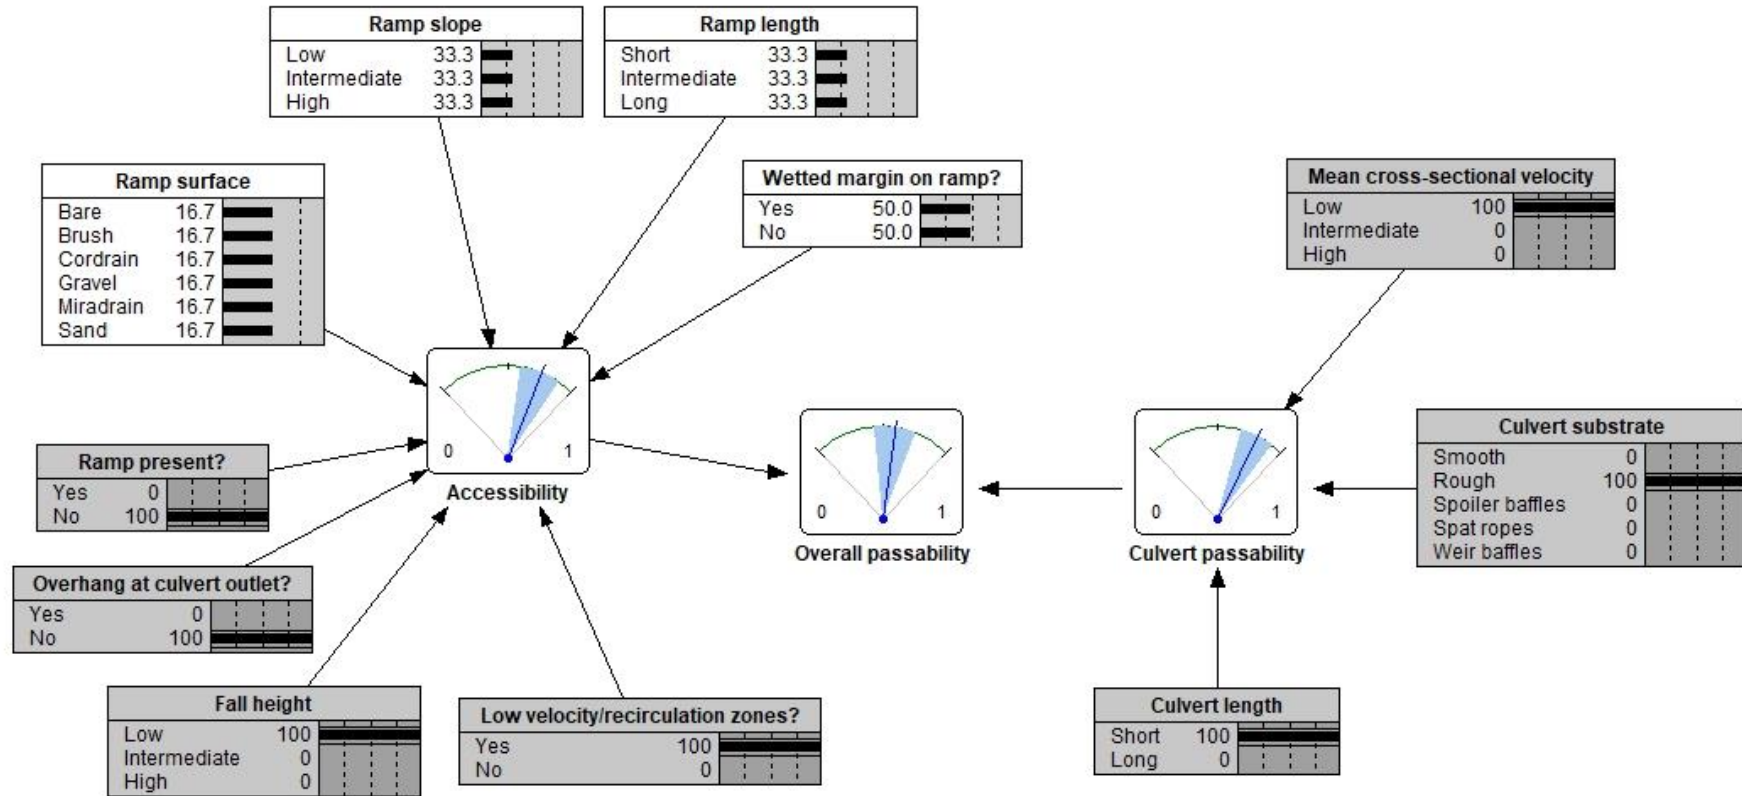 Ramp slope
Low 33.3
Intermediate 33.3
High 33.3
Ramp length
Short 33.3
Intermediate 33.3
Long 33.3
Ramp surface
Bare 16.7
Brush 16.7
Cordrain 16.7
Gravel 16.7
Miradrain 16.7
Sand 16.7
Wetted margin on ramp?
Yes 50.0
No 50.0
Mean cross-sectional velocity
Low 100
Intermediate 0
High 0
0 1
Accessibility
0 1
Overall passability
0 1
Culvert passability
Culvert substrate
Smooth 0
Rough 100
Spoiler baffles 0
Spat ropes 0
Weir baffles 0
Ramp present?
Yes 0
No 100
Overhang at culvert outlet?
Yes 0
No 100
Fall height
Low 100
Intermediate 0
High 0
Low velocity/recirculation zones?
Yes 100
No 0
Culvert length
Short 100
Long 0